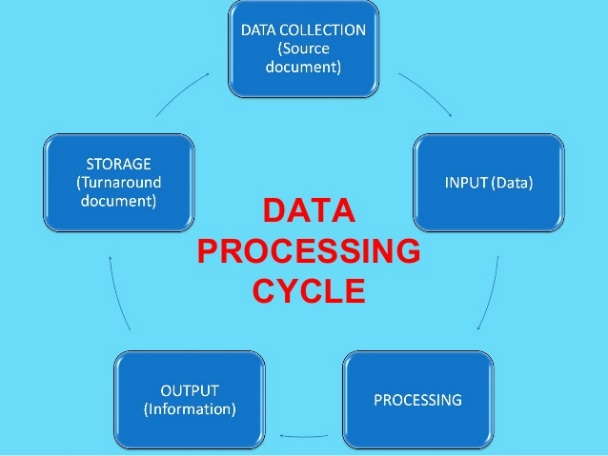 DATA COLLECTION
(Source
document)
INPUT (Data)
PROCESSING
OUTPUT
(Information)
STORAGE
(Turnaround
document)
DATA
PROCESSING
CYCLE